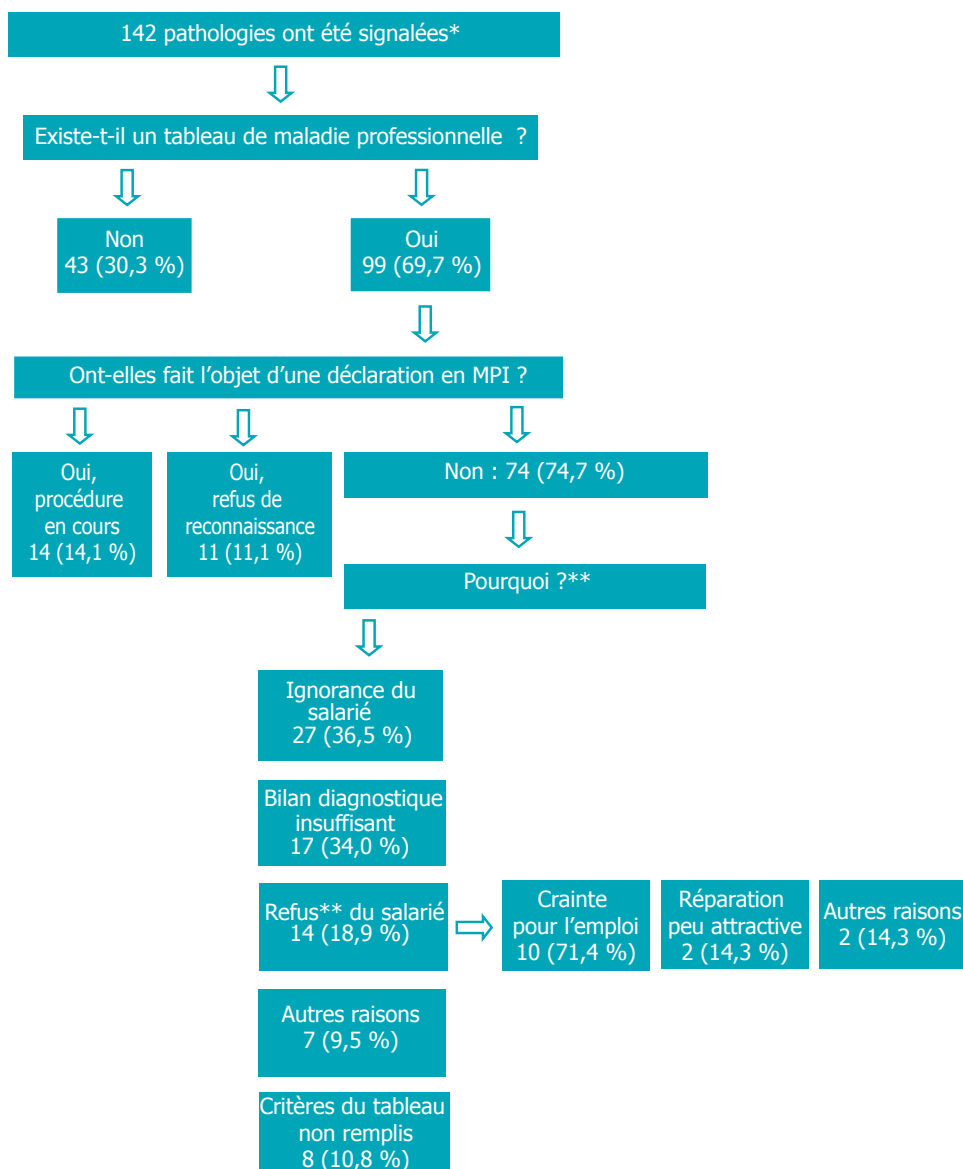 142 pathologies ont été signalées*
Existe-t-il un tableau de maladie professionnelle ?
Non
43 (30,3 %)
Oui
99 (69,7 %)
Ont-elles fait l’objet d’une déclaration en MPI ?
Oui,
procédure
en cours
14 (14,1 %)
Oui,
refus de
reconnaissance
11 (11,1 %)
Non : 74 (74,7 %)
Pourquoi ?**
Ignorance du
salarié
27 (36,5 %)
Bilan diagnostique
insuffisant
17 (34,0 %)
Refus** du salarié
14 (18,9 %)
Crainte
pour l’emploi
10 (71,4 %)
Réparation
peu attractive
2 (14,3 %)
Autres raisons
2 (14,3 %)
Autres raisons
7 (9,5 %)
Critères du tableau
non remplis
8 (10,8 %)